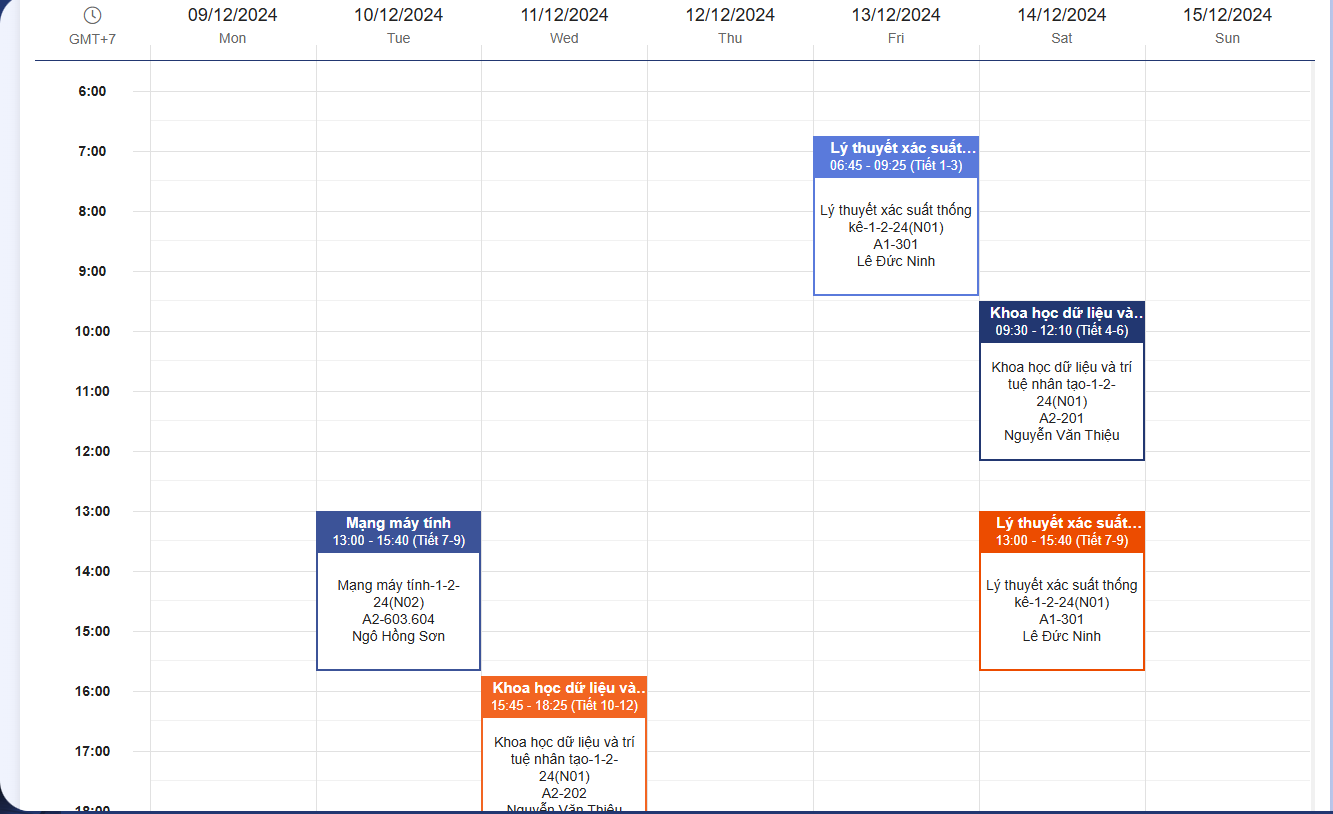 09/12/2024 10/12/2024 11/12/2024 12/12/2024 13/12/2024 14/12/2024 15/12/2024
GMT+7 Mon Tue Wed Thu Fri Sat Sun
6:00
7:00
8:00
9:00
10:00
11:00
12:00
13:00
14:00
15:00
16:00
17:00
18:00
Mạng máy tính
13:00 - 15:40 (Tiết 7-9)
Mạng máy tính-1-2-
24(N02)
A2-603.604
Ngô Hồng Sơn
Khoa học dữ liệu và..
15:45 - 18:25 (Tiết 10-12)
Khoa học dữ liệu và trí
tuệ nhân tạo-1-2-
24(N01)
A2-202
Nguyễn Văn Thiệu
Lý thuyết xác suất...
06:45 - 09:25 (Tiết 1-3)
Lý thuyết xác suất thống
kê-1-2-24(N01)
A1-301
Lê Đức Ninh
Khoa học dữ liệu và..
09:30 - 12:10 (Tiết 4-6)
Khoa học dữ liệu và trí
tuệ nhân tạo-1-2-
24(N01)
A2-201
Nguyễn Văn Thiệu
Lý thuyết xác suất...
13:00 - 15:40 (Tiết 7-9)
Lý thuyết xác suất thống
kê-1-2-24(N01)
A1-301
Lê Đức Ninh